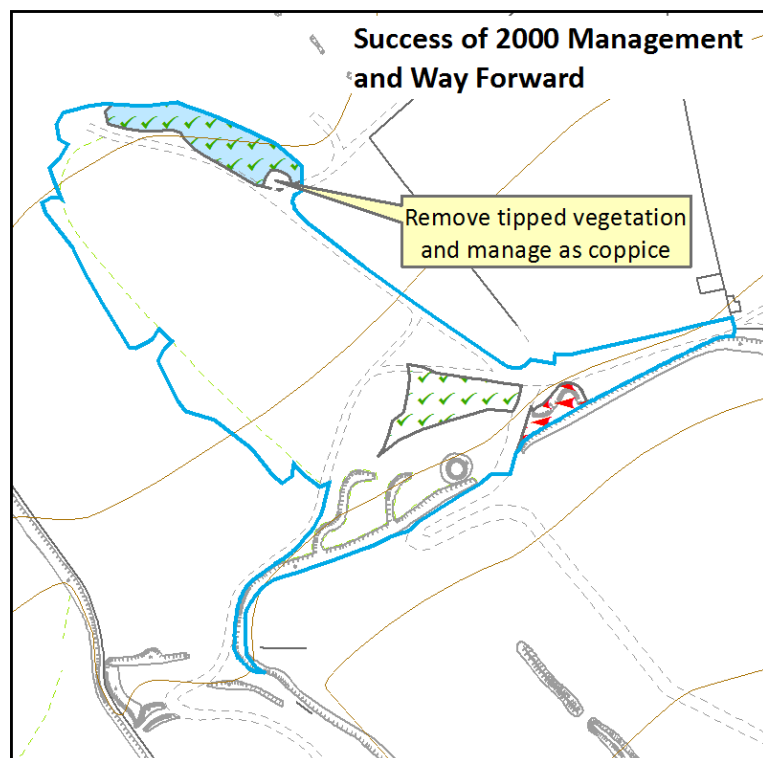 Success of 2000 Management
and Way Forward
Remove tipped vegetation
and manage as coppice